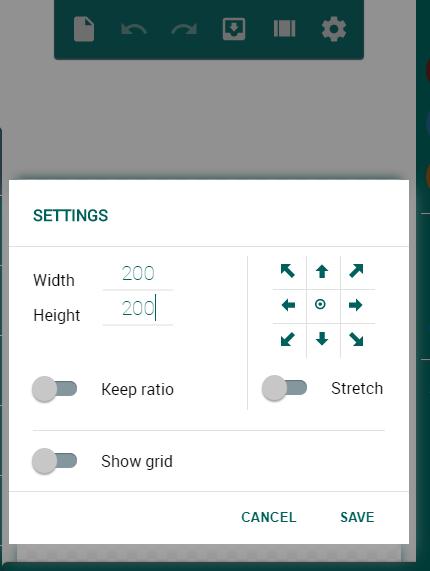 SETTINGS
Width 200
Height 200
Keep ratio
Stretch
Show grid
CANCEL SAVE